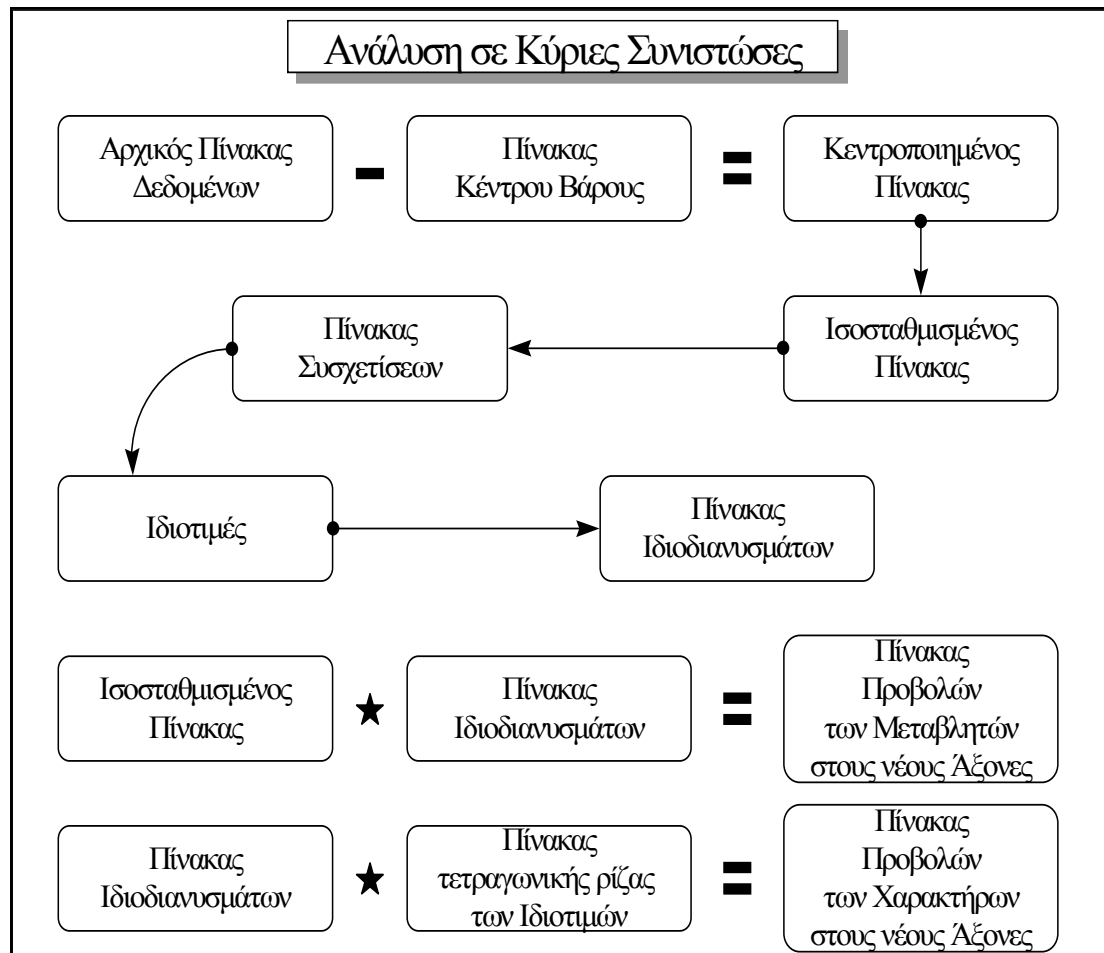 Ανάλυση σε Κύριες Συνιστώσες
Αρχικός Πίνακας
Δεδομένων
Πίνακας
Κέντρου Βάρους
Κεντροποιημένος
Πίνακας
Πίνακας
Συσχετίσεων
Ισοσταθμισμένος
Πίνακας
Ιδιοτιμές
Πίνακας
Ιδιοδιανυσμάτων
Ισοσταθμισμένος
Πίνακας
Πίνακας
Ιδιοδιανυσμάτων
Πίνακας
Προβολών
των Μεταβλητών
στους νέους Άξονες
Πίνακας
Ιδιοδιανυσμάτων
Πίνακας
τετραγωνικής ρίζας
των Ιδιοτιμών
Πίνακας
Προβολών
των Χαρακτήρων
στους νέους Άξονες